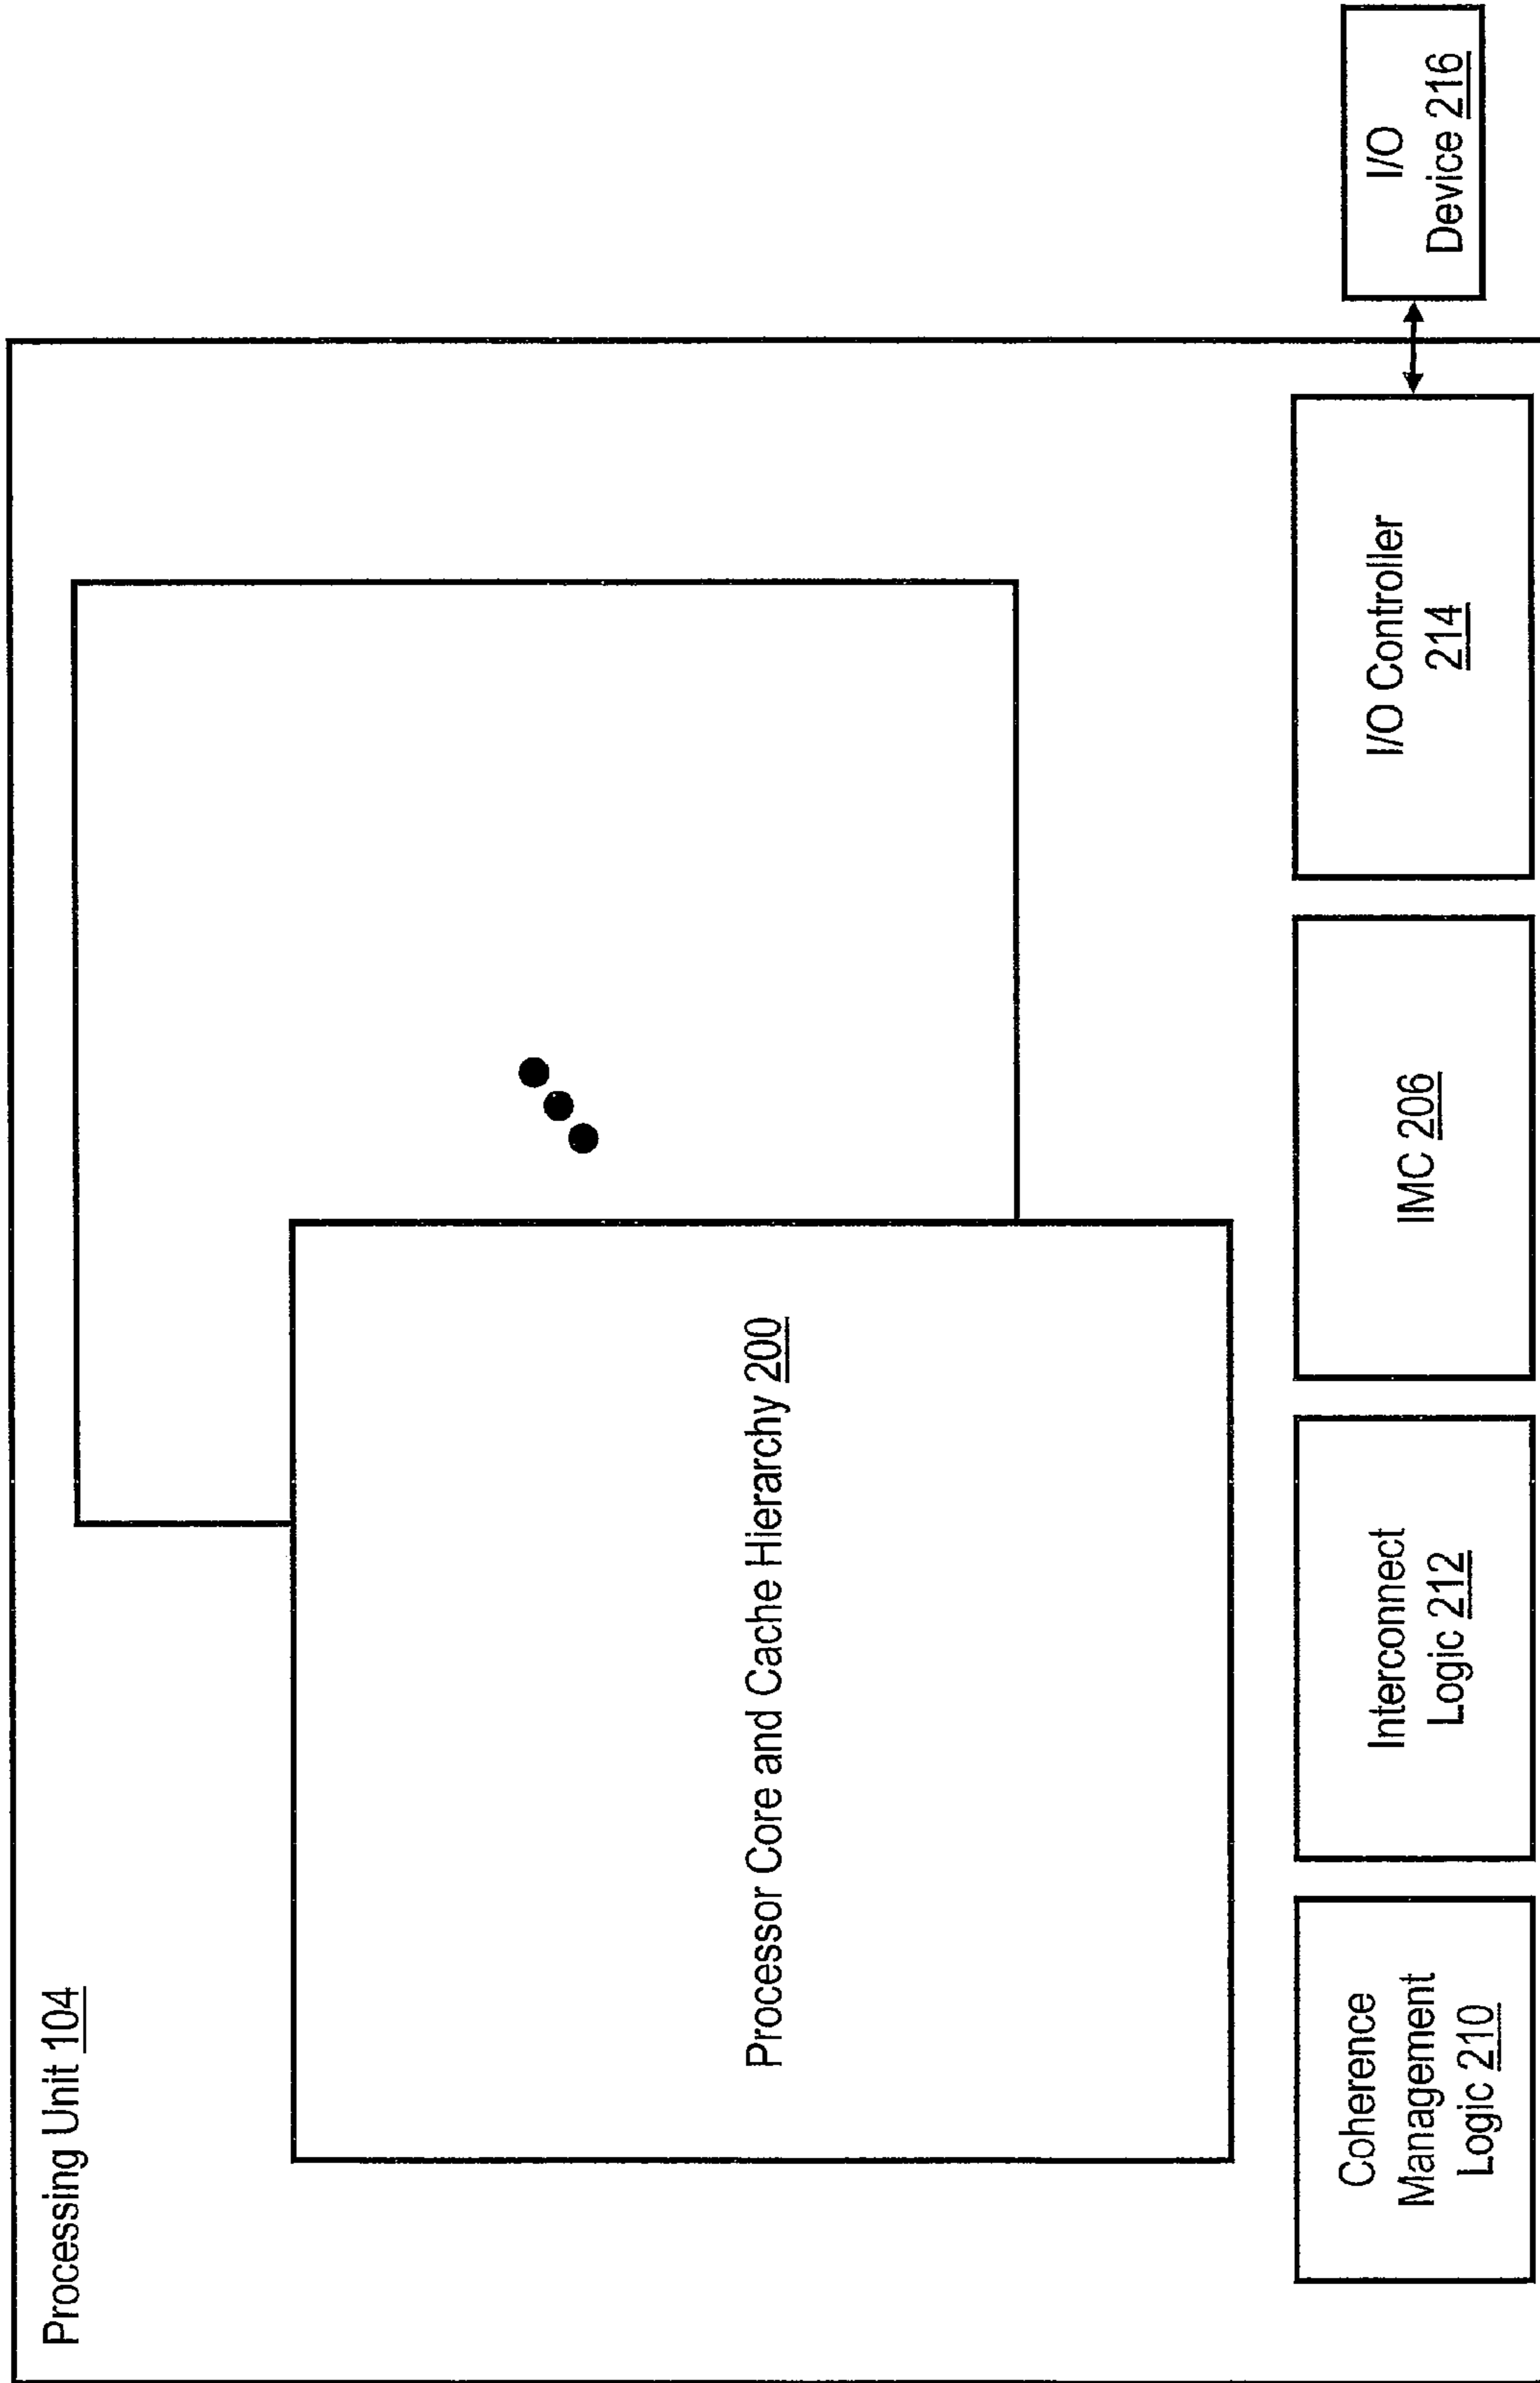 Processing Unit 104
Processor Core and Cache Hierarchy 200
Coherence
Management
Logic 210
Interconnect
Logic 212
IMC 206
I/O Controller
214
I/O
Device 216